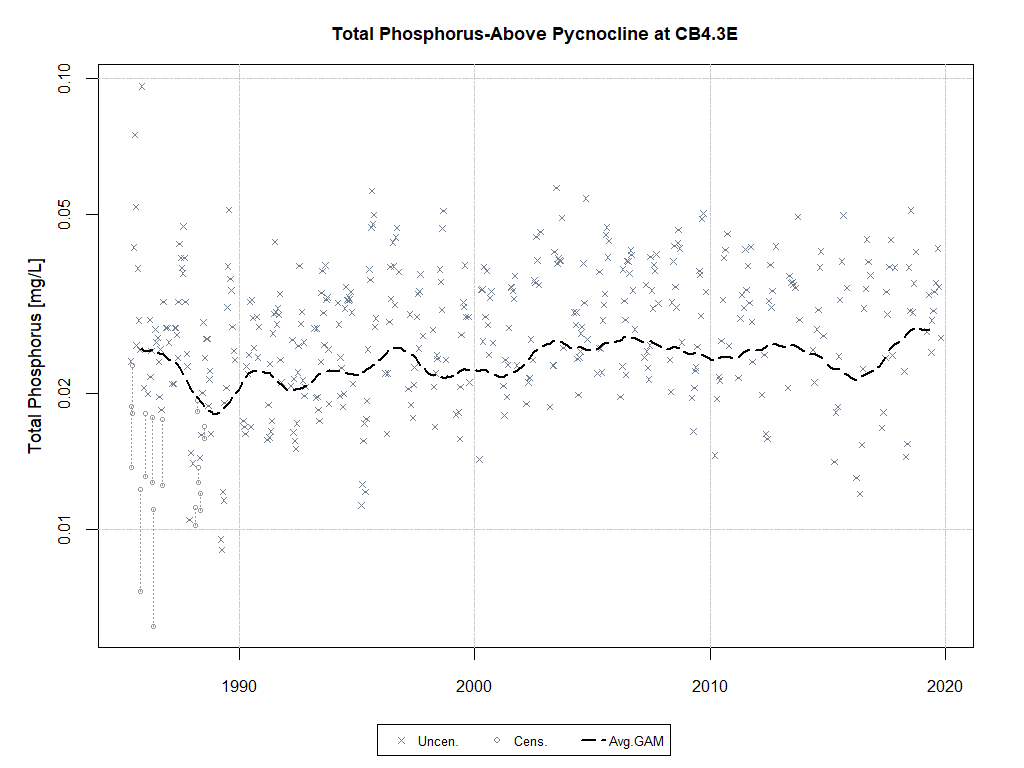 Total Phosphorus-Above Pycnocline at CB4.3E
Total Phosphorus [mg/L]
0.10
0.05
0.02
0.01
1990
2000
2010
2020
Uncen.
Cens.
Avg.GAM